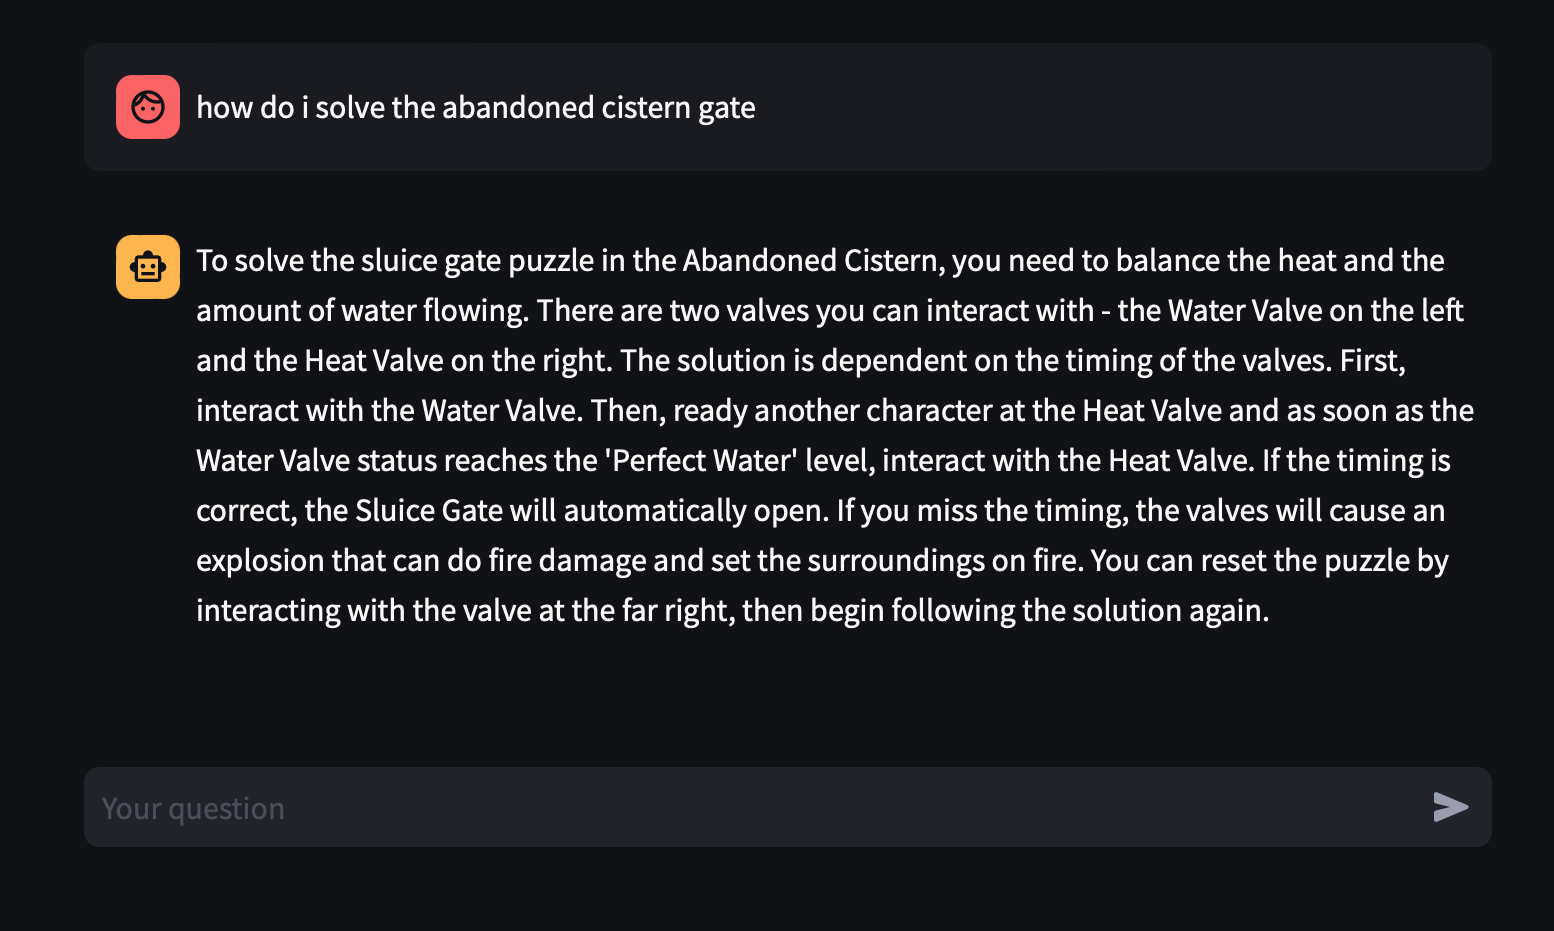 how do i solve the abandoned cistern gate
To solve the sluice gate puzzle in the Abandoned Cistern, you need to balance the heat and the
amount of water flowing. There are two valves you can interact with - the Water Valve on the left
and the Heat Valve on the right. The solution is dependent on the timing of the valves. First,
interact with the Water Valve. Then, ready another character at the Heat Valve and as soon as the
Water Valve status reaches the 'Perfect Water' level, interact with the Heat Valve. If the timing is
correct, the Sluice Gate will automatically open. If you miss the timing, the valves will cause an
explosion that can do fire damage and set the surroundings on fire. You can reset the puzzle by
interacting with the valve at the far right, then begin following the solution again.
Your question